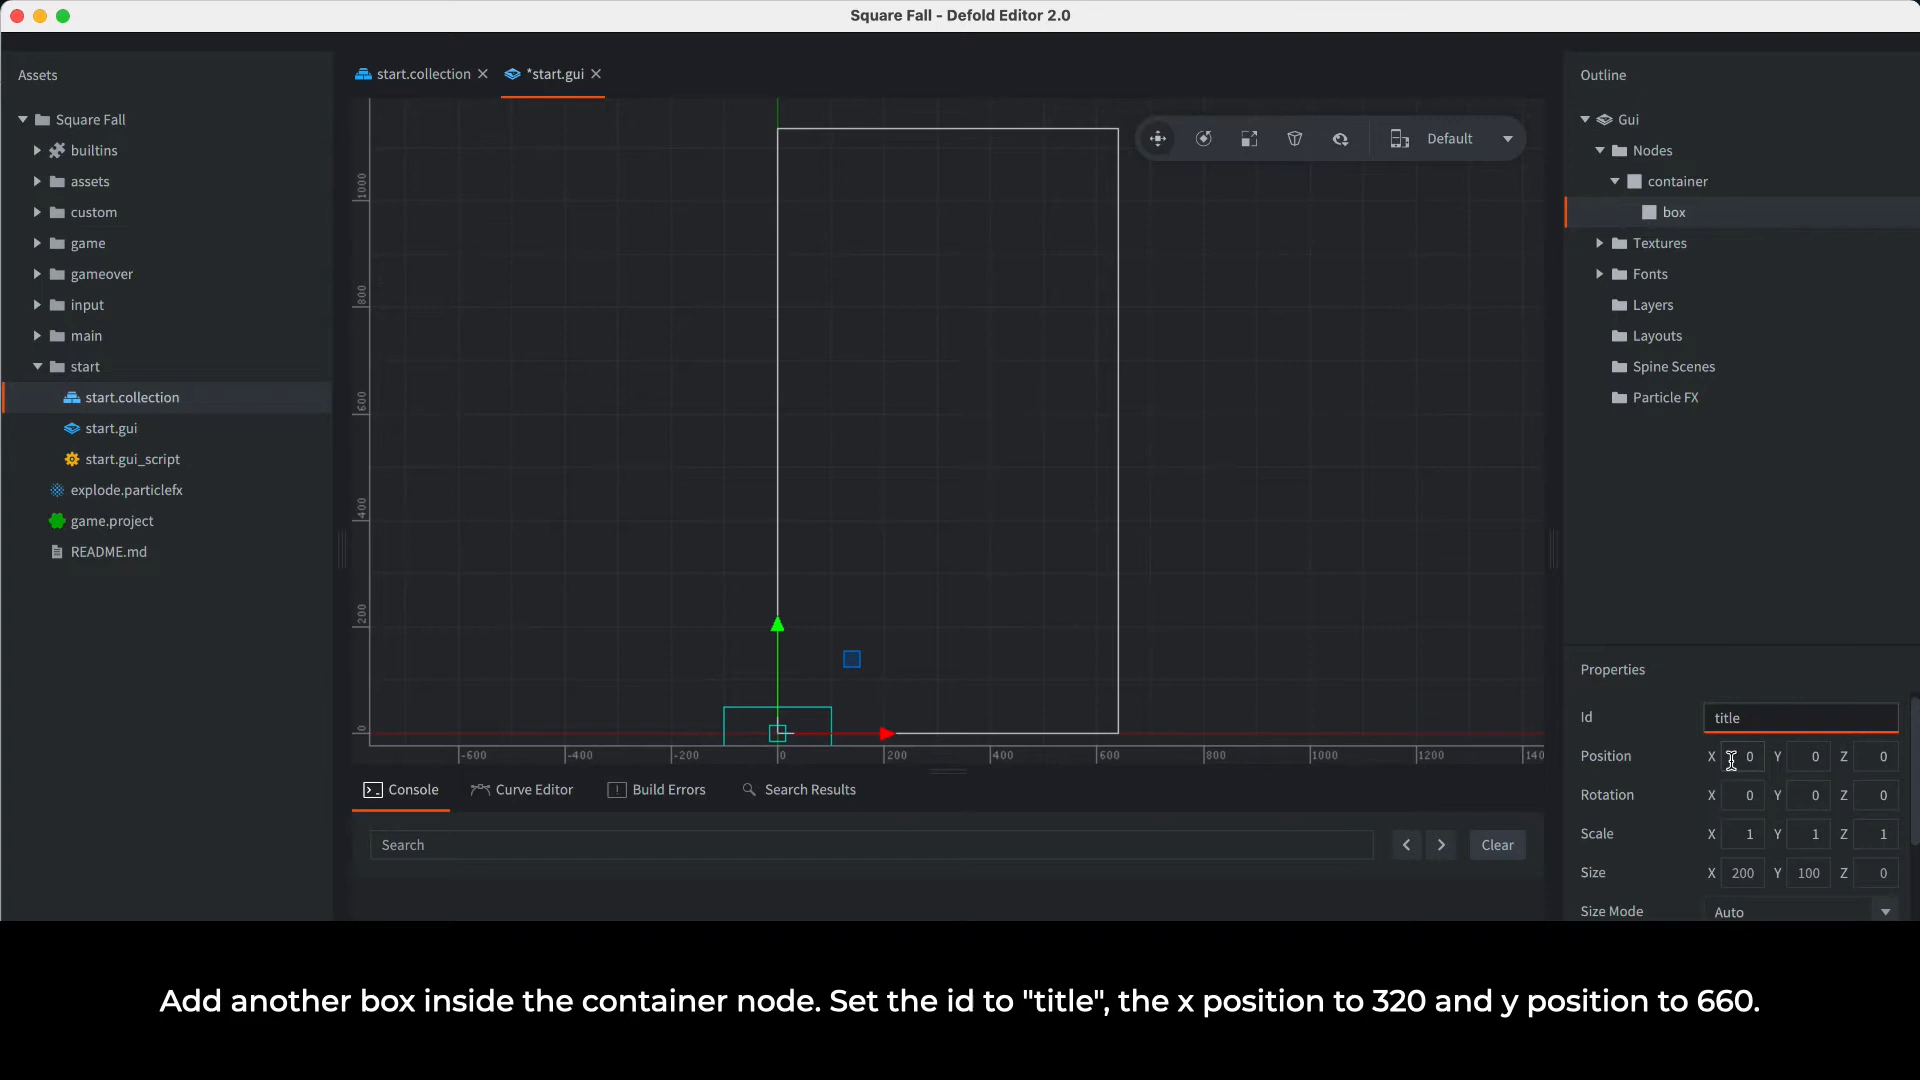 Square Fall - Defold Editor 2.0
Assets
Square Fall
builtins
assets
custom
game
gameover
input
main
start
start.collection
start.gui
start.gui_script
explode.particlefx
game.project
README.md
start.collection
*start.gui
Default
1000
800
600
400
200
0
-600
-400
-200
0
200
400
600
800
1000
1200
140
Console
Curve Editor
Build Errors
Search Results
Search
Clear
Outline
Gui
Nodes
container
box
Textures
Fonts
Layers
Layouts
Spine Scenes
Particle FX
Properties
Id title
Position X 0 Y 0 Z 0
Rotation X 0 Y 0 Z 0
Scale X 1 Y 1 Z 1
Size X 200 Y 100 Z 0
Size Mode Auto
Add another box inside the container node. Set the id to "title", the x position to 320 and y position to 660.